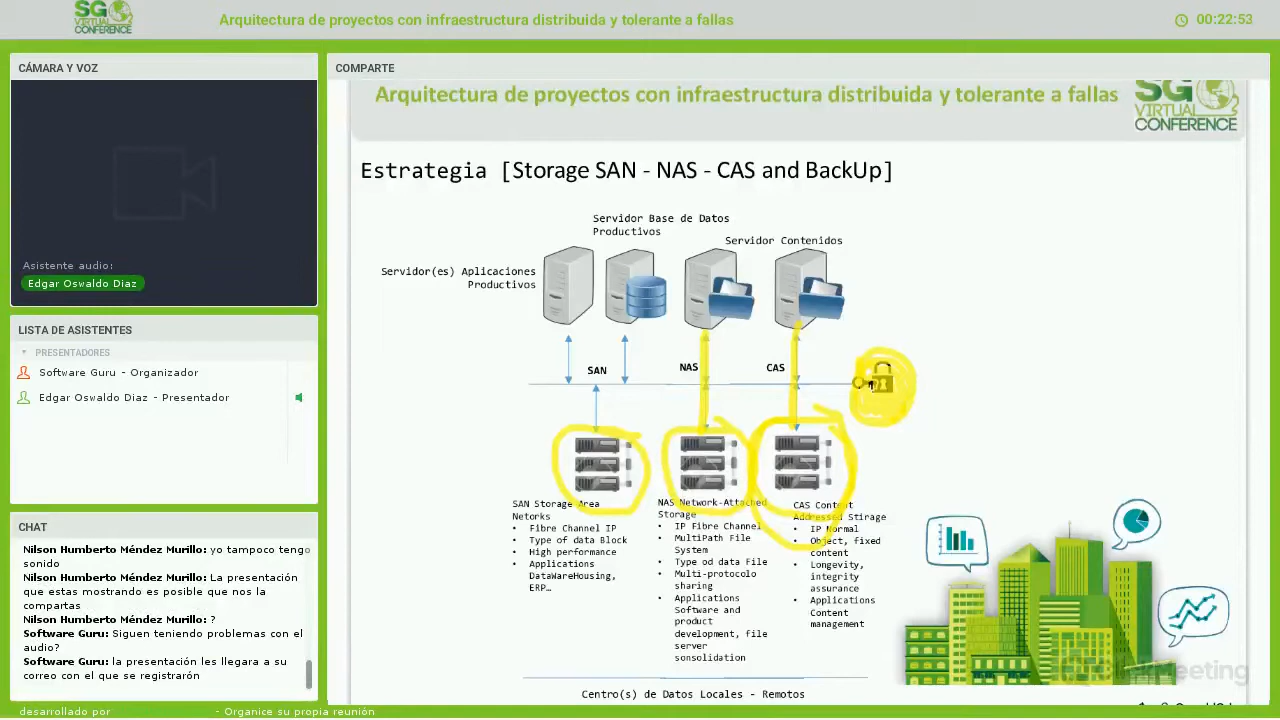 SG
VIRTUAL
CONFERENCE
Arquitectura de proyectos con infraestructura distribuida y tolerante a fallas
00:22:53
CÁMARA Y VOZ
Asistente audio:
Edgar Oswaldo Diaz
LISTA DE ASISTENTES
PRESENTADORES
Software Guru - Organizador
Edgar Oswaldo Diaz - Presentador
CHAT
Nilson Humberto Méndez Murillo: yo tampoco tengo
sonido
Nilson Humberto Méndez Murillo: La presentación
que estas mostrando es posible que nos la
compartas
Nilson Humberto Méndez Murillo: ?
Software Guru: Siguen teniendo problemas con el
audio?
Software Guru: la presentación les llegara a su
correo con el que se registrarón
COMPARTE
Arquitectura de proyectos con infraestructura distribuida y tolerante a fallas
SG
VIRTUAL
CONFERENCE
Estrategia [Storage SAN - NAS - CAS and BackUp]
Servidor Base de Datos
Productivos
Servidor Contenidos
Servidor(es) Aplicaciones
Productivos
SAN
NAS
CAS
SAN Storage Area
Netorks
• Fibre Channel IP
• Type of data Block
• High performance
• Applications
DataWareHousing,
ERP…
NAS Network-Attached
Storage
• IP Fibre Channel
• MultiPath File
System
• Type od data File
• Multi-protocolo
sharing
• Applications
Software and
product
development, file
server
sonsolidation
CAS Content
Addressed Stirage
• IP Normal
• Object, fixed
content
• Longevity,
integrity
assurance
• Applications
Content
management
Centro(s) de Datos Locales - Remotos
desarrollado por
- Organice su propia reunión